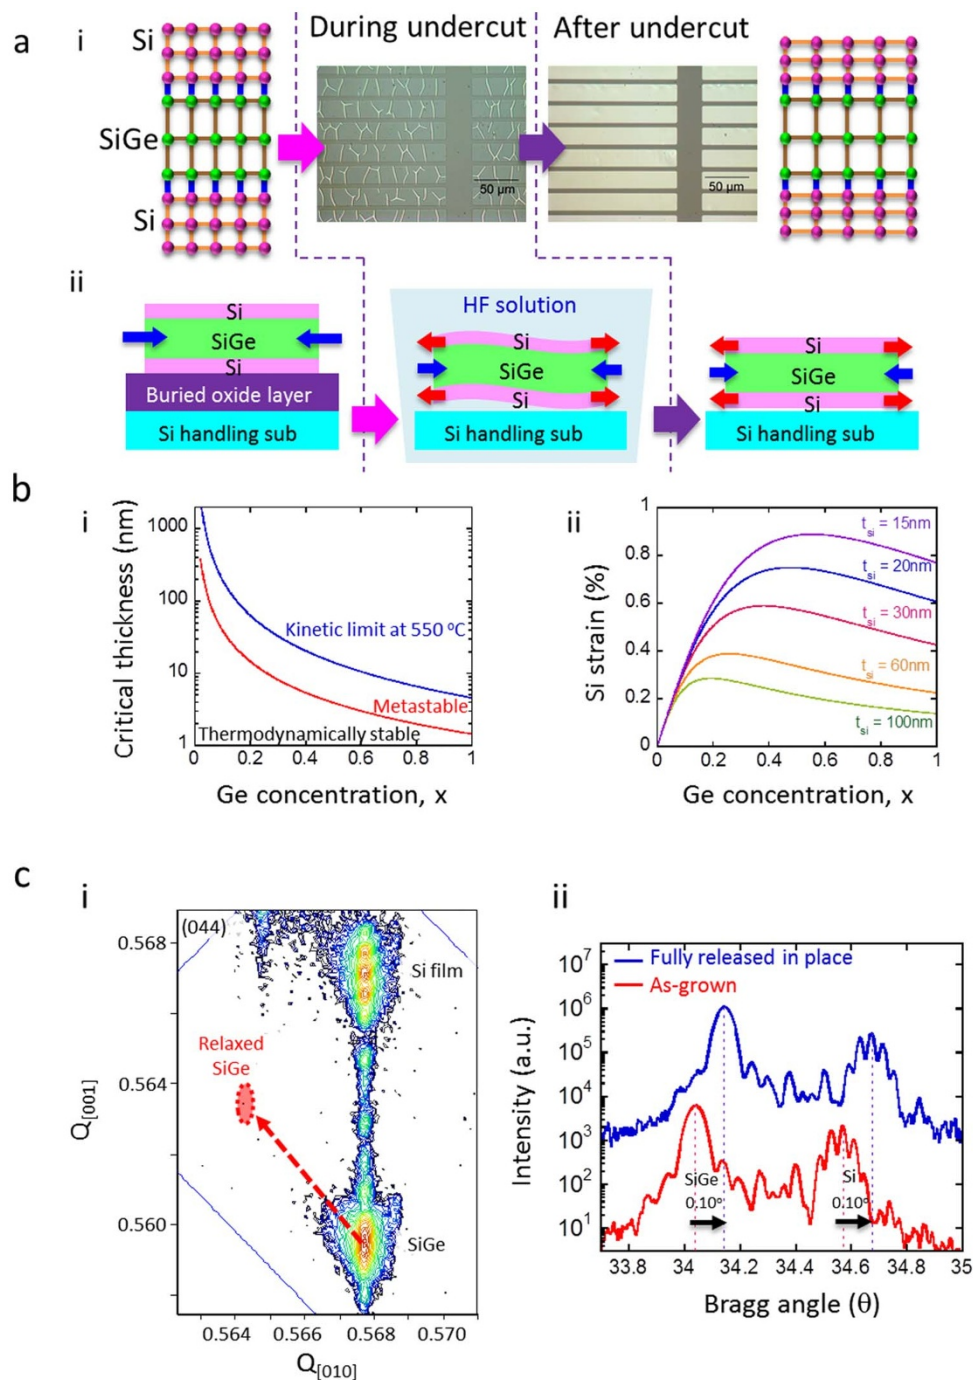 a
i
Si
SiGe
Si
During undercut
After undercut
50 µm
50 µm
ii
Si
SiGe
Si
Buried oxide layer
Si handling sub
HF solution
Si
SiGe
Si
Si handling sub
Si
SiGe
Si
Si handling sub
b
i
Critical thickness (nm)
1000
100
10
1
Kinetic limit at 550 ºC
Metastable
Thermodynamically stable
0 0.2 0.4 0.6 0.8 1
Ge concentration, x
ii
Si strain (%)
1
0.8
0.6
0.4
0.2
0
t_si = 15nm
t_si = 20nm
t_si = 30nm
t_si = 60nm
t_si = 100nm
0 0.2 0.4 0.6 0.8 1
Ge concentration, x
c
i
(044)
Si film
Relaxed
SiGe
SiGe
Q[001]
0.568
0.564
0.560
0.564 0.566 0.568 0.570
Q[010]
ii
Fully released in place
As-grown
Intensity (a.u.)
10^7
10^6
10^5
10^4
10^3
10^2
10^1
SiGe
0.10º
Si
0.10º
33.8 34 34.2 34.4 34.6 34.8 35
Bragg angle (θ)